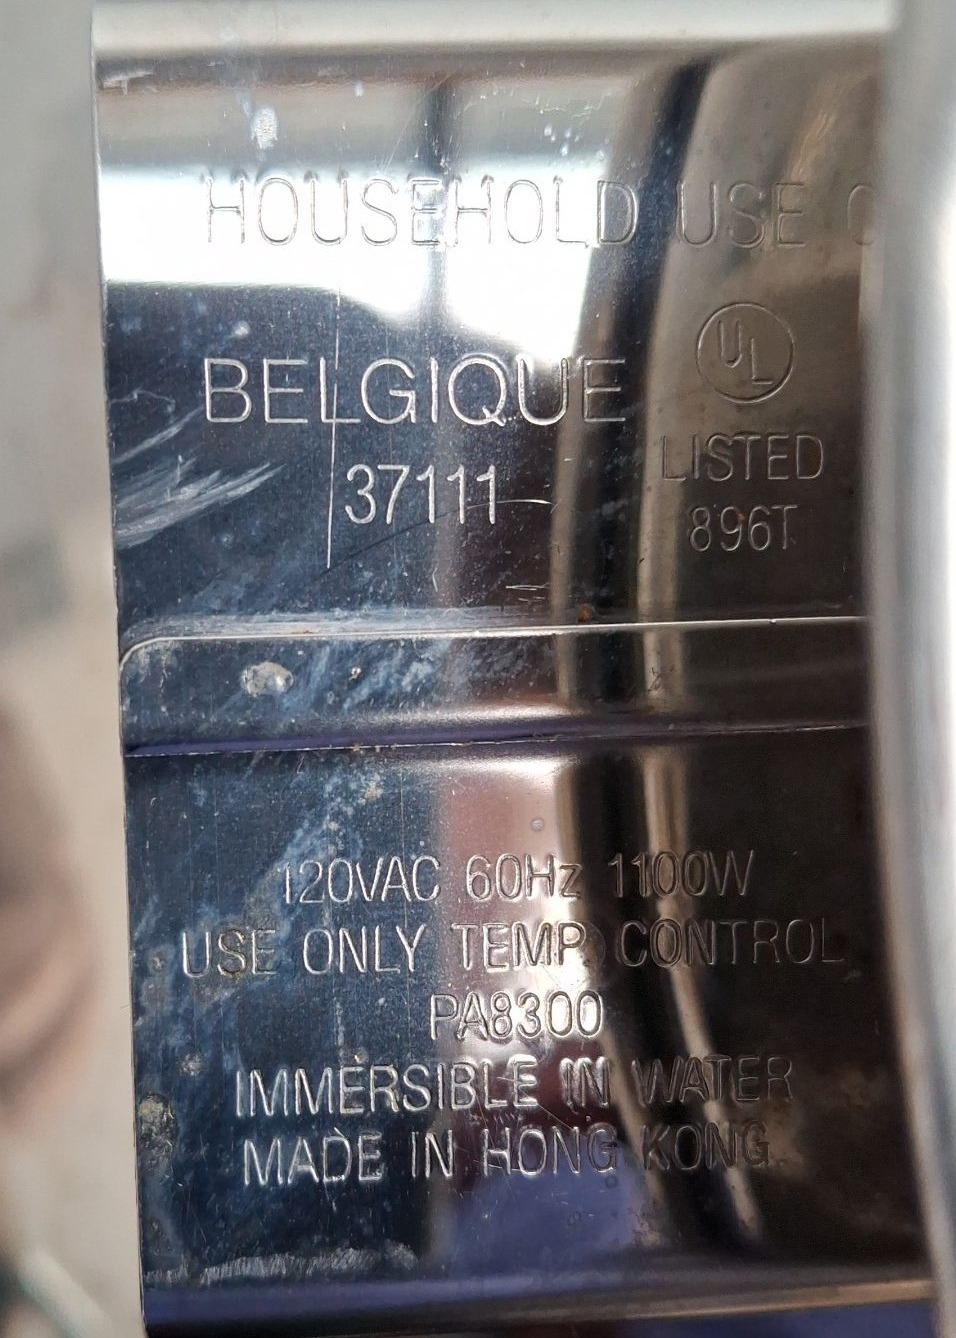 HOUSEHOLD USE
BELGIQUE
UL
37111
LISTED
896T
120VAC 60Hz 1100W
USE ONLY TEMP. CONTROL
PA8300
IMMERSIBLE IN WATER
MADE IN HONG KONG